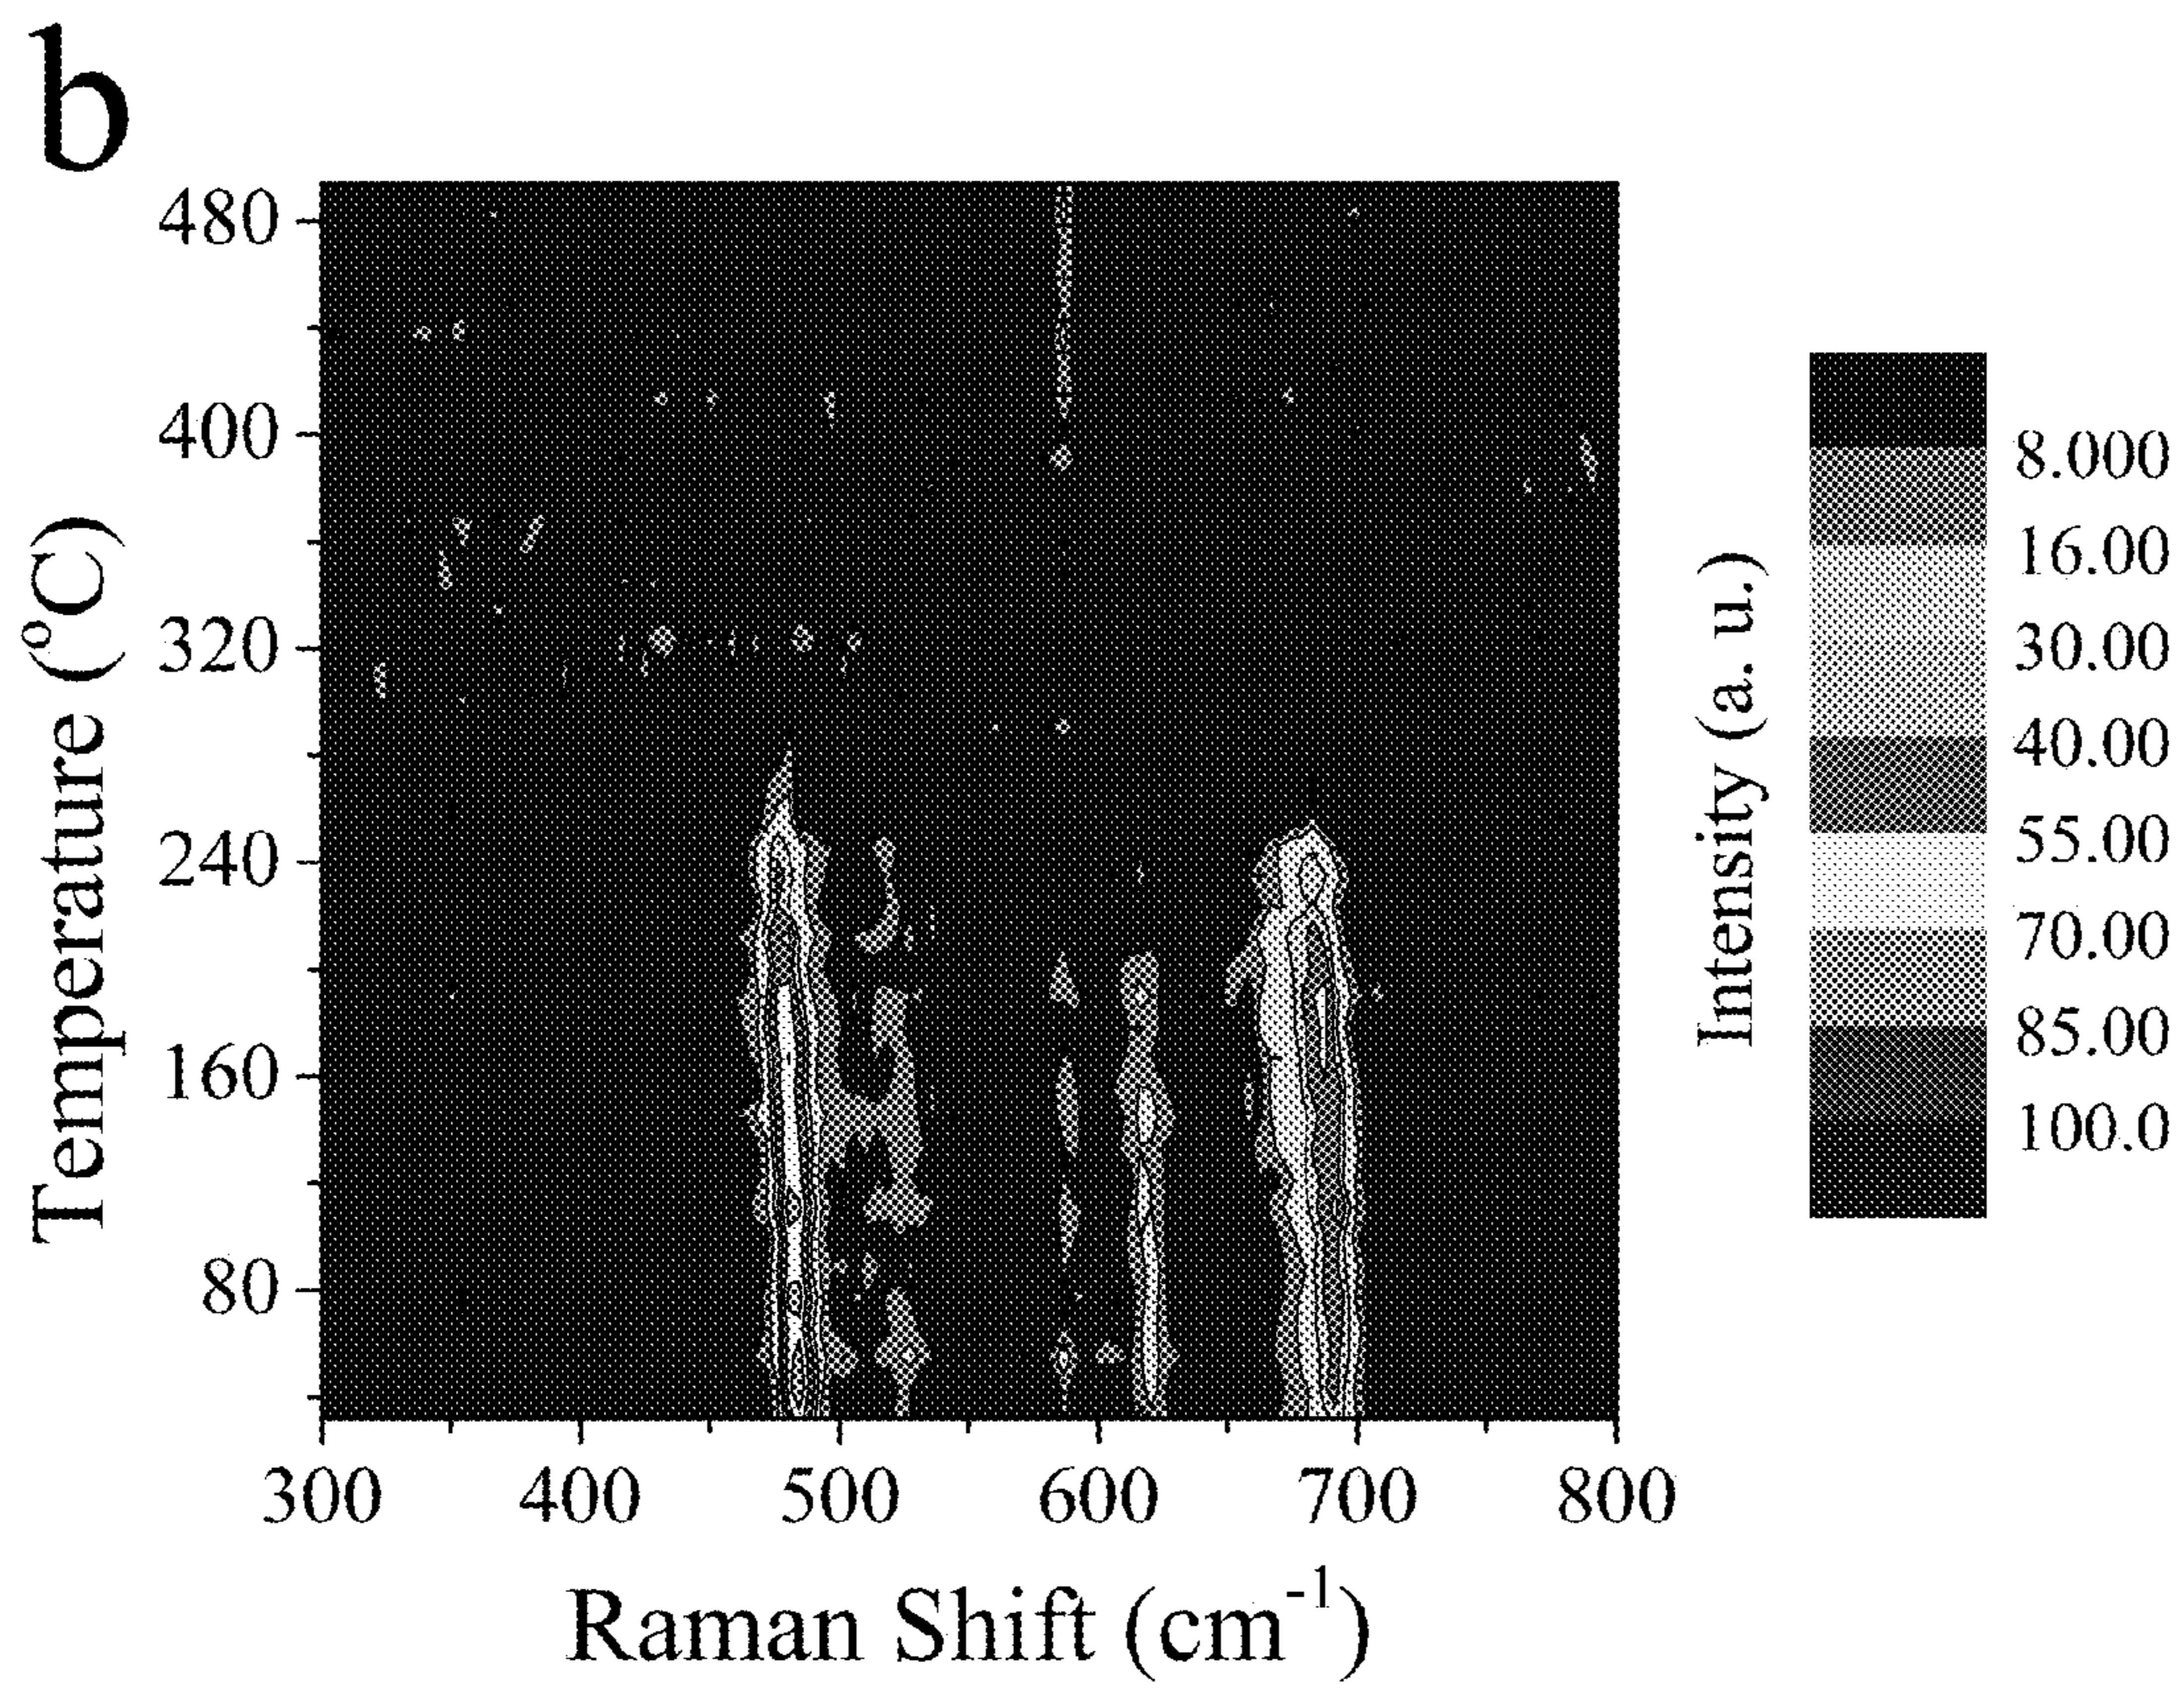 b
480
400
320
240
160
80
Temperature (°C)
300 400 500 600 700 800
Raman Shift (cm⁻¹)
Intensity (a. u.)
8.000
16.00
30.00
40.00
55.00
70.00
85.00
100.0